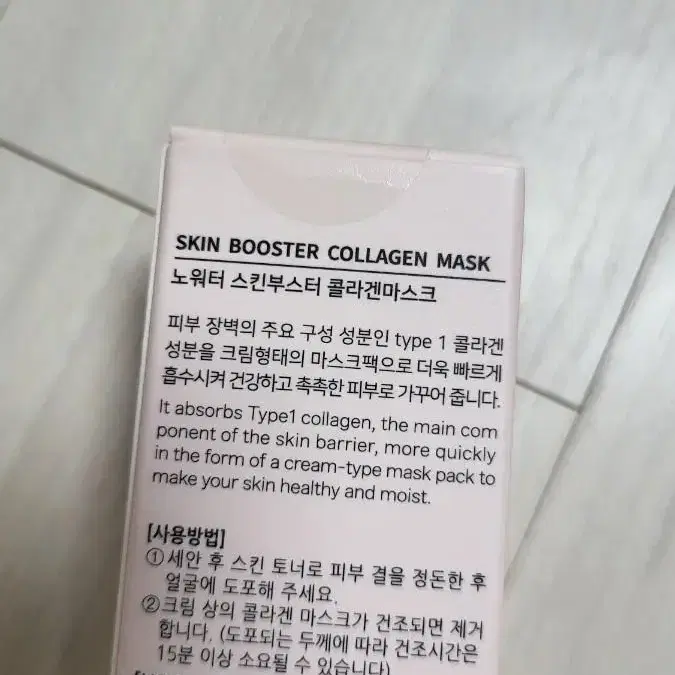 SKIN BOOSTER COLLAGEN MASK
노워터 스킨부스터 콜라겐마스크
피부 장벽의 주요 구성 성분인 type 1 콜라겐
성분을 크림형태의 마스크팩으로 더욱 빠르게
흡수시켜 건강하고 촉촉한 피부로 가꾸어 줍니다.
It absorbs Type1 collagen, the main com
ponent of the skin barrier, more quickly
in the form of a cream-type mask pack to
make your skin healthy and moist.
[사용방법]
① 세안 후 스킨 토너로 피부 결을 정돈한 후
얼굴에 도포해 주세요.
② 크림 상의 콜라겐 마스크가 건조되면 제거
합니다. (도포되는 두께에 따라 건조시간은
15분 이상 소요될 수 있습니다)